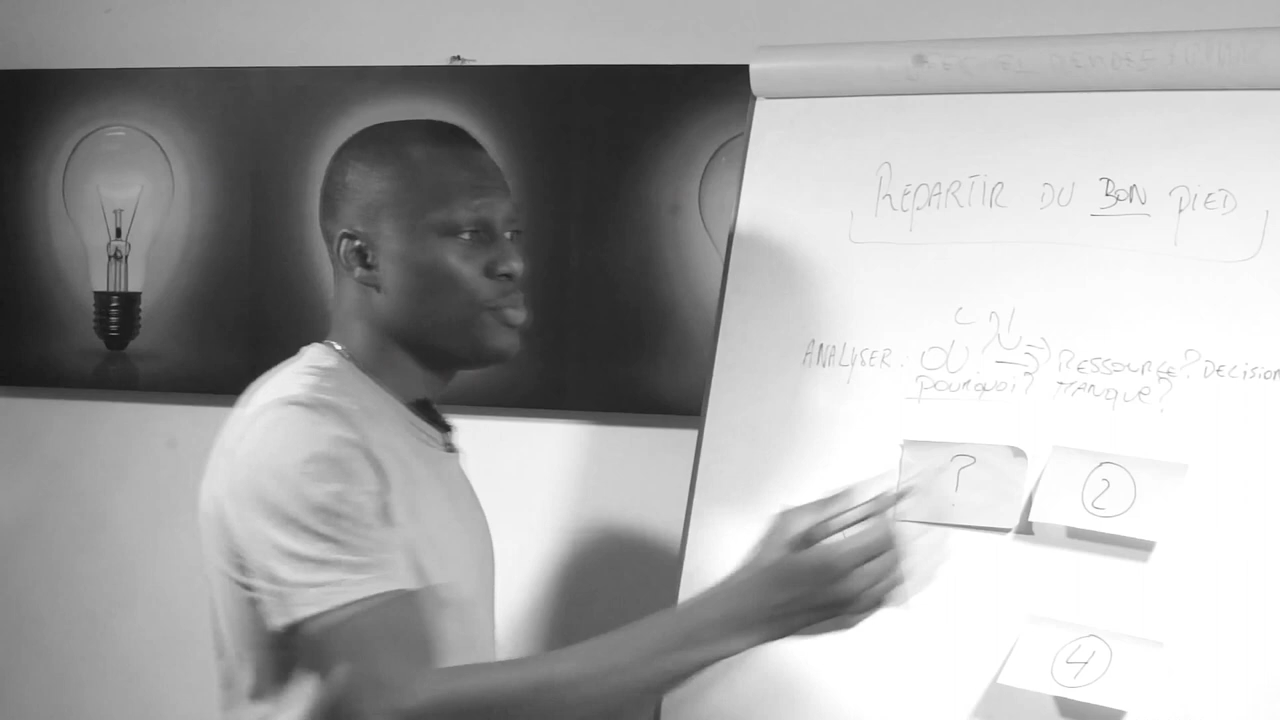 REPARTIR DU BON PIED
ANALYSER : OÙ RESSOURCE? DECISION
pourquoi? MANQUE?
? 2
4